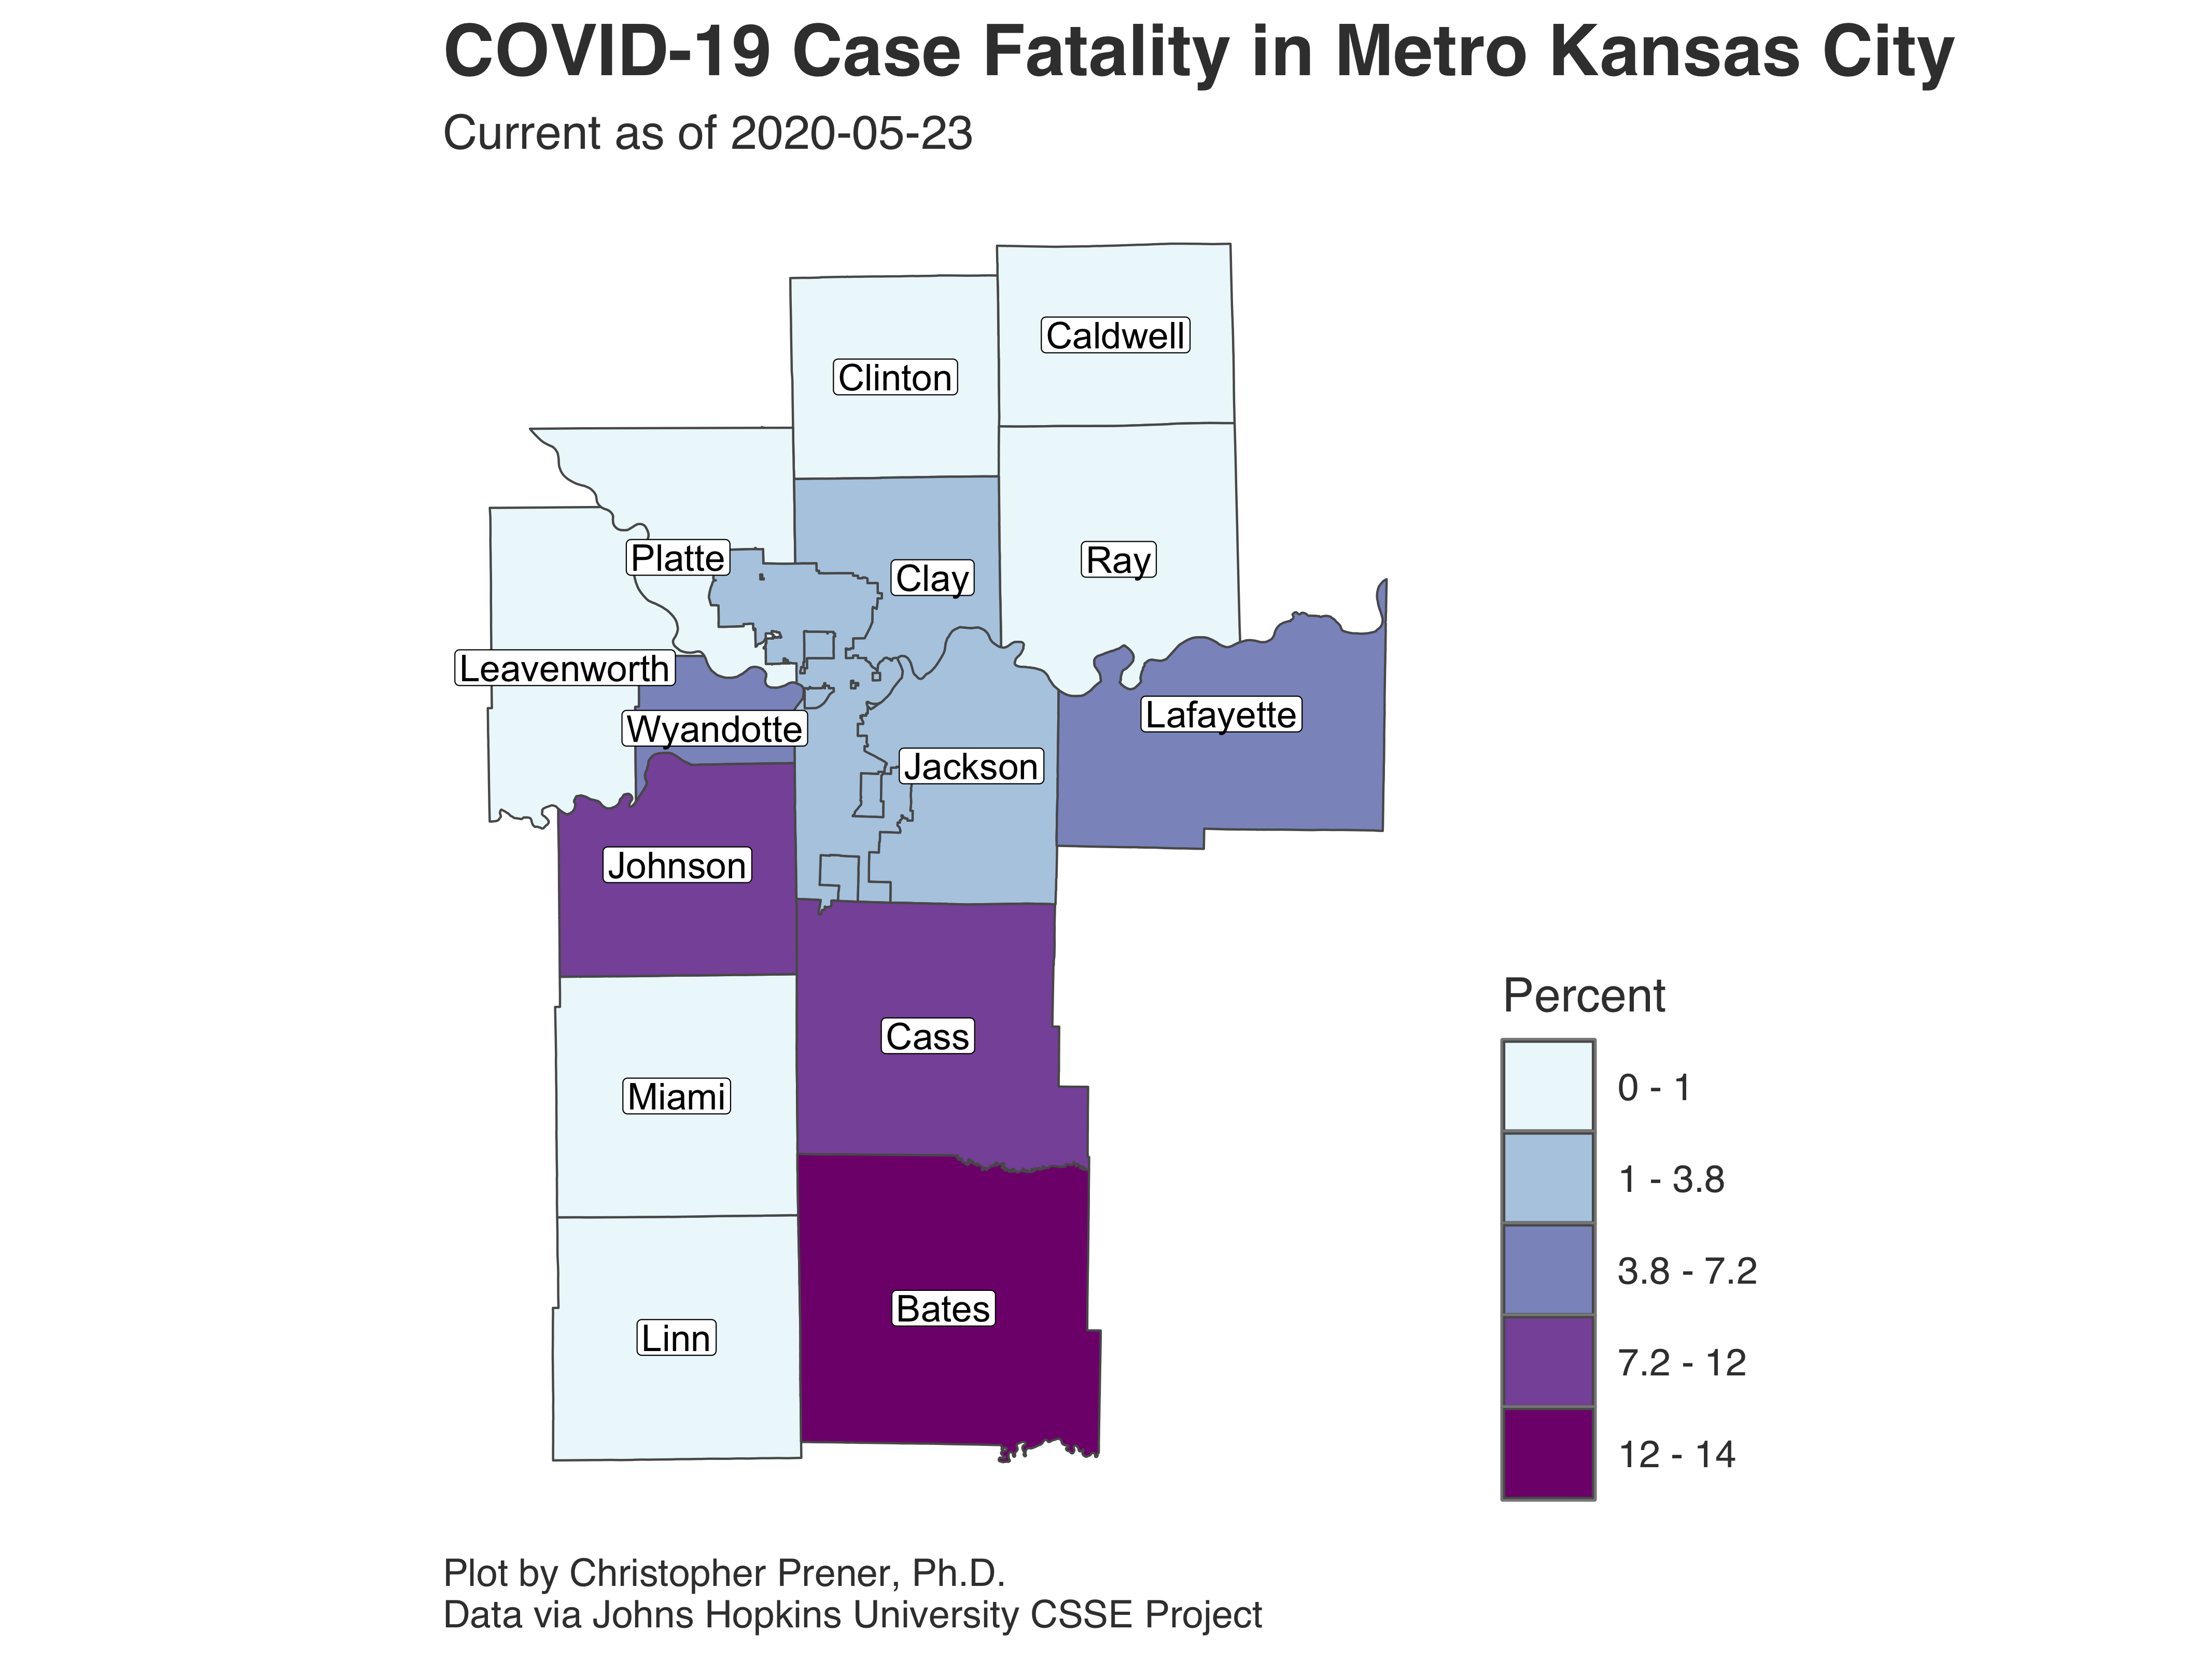 COVID-19 Case Fatality in Metro Kansas City
Current as of 2020-05-23
Caldwell
Clinton
Platte
Clay
Ray
Leavenworth
Wyandotte
Lafayette
Jackson
Johnson
Cass
Miami
Bates
Linn
Percent
0 - 1
1 - 3.8
3.8 - 7.2
7.2 - 12
12 - 14
Plot by Christopher Prener, Ph.D.
Data via Johns Hopkins University CSSE Project